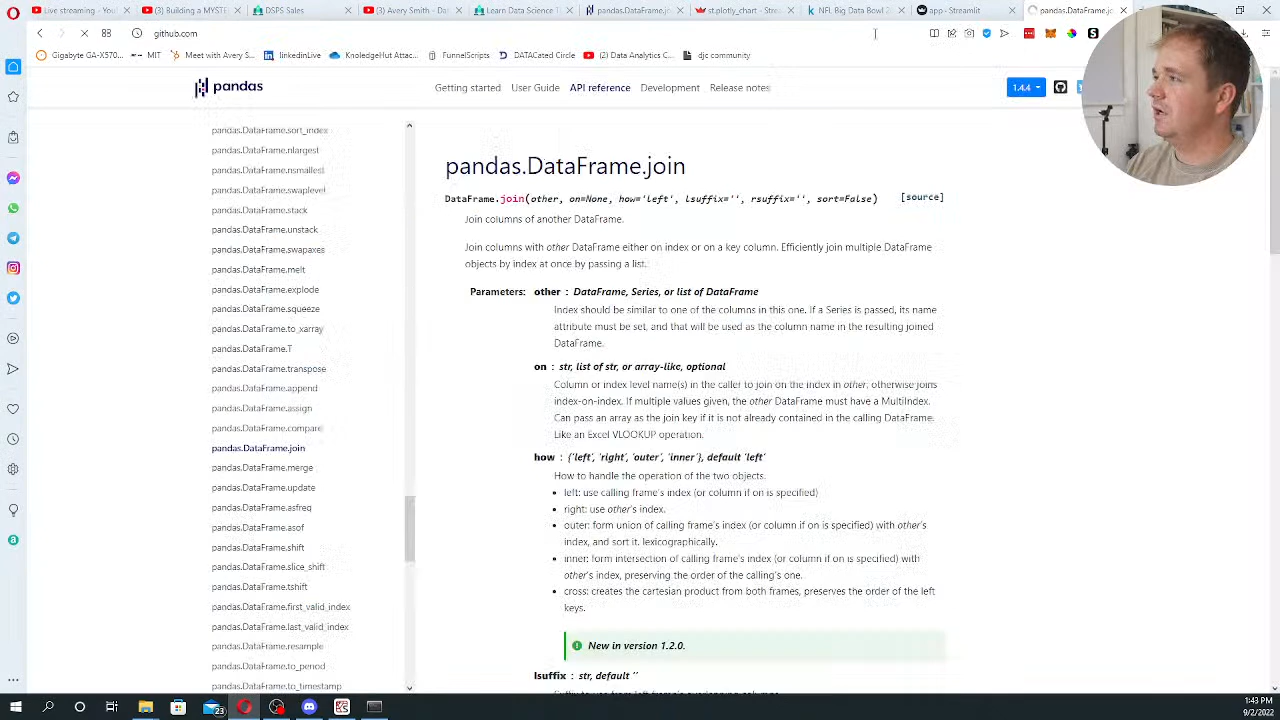 Live streaming - You
(3) Building a MYSTE
DSPS Sales
(3) Avery Smith - Da
Learn Data Science T
pandas.DataFrame.jo
st.plotly_chart - Strea
NFL Big Data Bowl 2
app - Streamlit
pandas.DataFrame.j
github.com
Gigabyte GA-X570...
MIT
Meet with Avery S...
linkedinLive
KnoledgeHut Attac...
FunnelScripts
DATACated Circle
(2) Data Analytics C...
djc community
pandas
Getting started
User Guide
API reference
Development
Release notes
1.4.4
pandas.DataFrame.sort_index
pandas.DataFrame.nlargest
pandas.DataFrame.nsmallest
pandas.DataFrame.swaplevel
pandas.DataFrame.stack
pandas.DataFrame.unstack
pandas.DataFrame.swapaxes
pandas.DataFrame.melt
pandas.DataFrame.explode
pandas.DataFrame.squeeze
pandas.DataFrame.to_xarray
pandas.DataFrame.T
pandas.DataFrame.transpose
pandas.DataFrame.append
pandas.DataFrame.assign
pandas.DataFrame.compare
pandas.DataFrame.join
pandas.DataFrame.merge
pandas.DataFrame.update
pandas.DataFrame.asfreq
pandas.DataFrame.asof
pandas.DataFrame.shift
pandas.DataFrame.slice_shift
pandas.DataFrame.tshift
pandas.DataFrame.first_valid_index
pandas.DataFrame.last_valid_index
pandas.DataFrame.resample
pandas.DataFrame.to_period
pandas.DataFrame.to_timestamp
pandas.DataFrame.join
DataFrame.join(other, on=None, how='left', lsuffix='', rsuffix='', sort=False) [source]
Join columns of another DataFrame.
Join columns with other DataFrame either on index or on a key column. Efficiently join multiple DataFrame
objects by index at once by passing a list.
Parameters: other : DataFrame, Series, or list of DataFrame
Index should be similar to one of the columns in this one. If a Series is passed, its name
attribute must be set, and that will be used as the column name in the resulting joined
DataFrame.
on : str, list of str, or array-like, optional
Column or index level name(s) in the caller to join on the index in other, otherwise joins
index-on-index. If multiple values given, the other DataFrame must have a MultiIndex.
Can pass an array as the join key if it is not already contained in the calling DataFrame.
Like an Excel VLOOKUP operation.
how : {'left', 'right', 'outer', 'inner'}, default 'left'
How to handle the operation of the two objects.
left: use calling frame's index (or column if on is specified)
right: use other's index.
outer: form union of calling frame's index (or column if on is specified) with other's
index, and sort it. lexicographically.
inner: form intersection of calling frame's index (or column if on is specified) with
other's index, preserving the order of the calling's one.
cross: creates the cartesian product from both frames, preserves the order of the left
keys.
New in version 1.2.0.
lsuffix : str, default ''
23
1:43 PM
9/2/2022